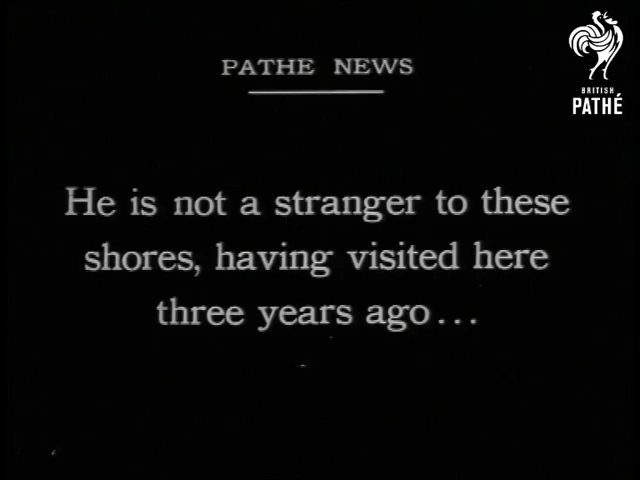 PATHE NEWS
BRITISH
PATHÉ
He is not a stranger to these
shores, having visited here
three years ago...